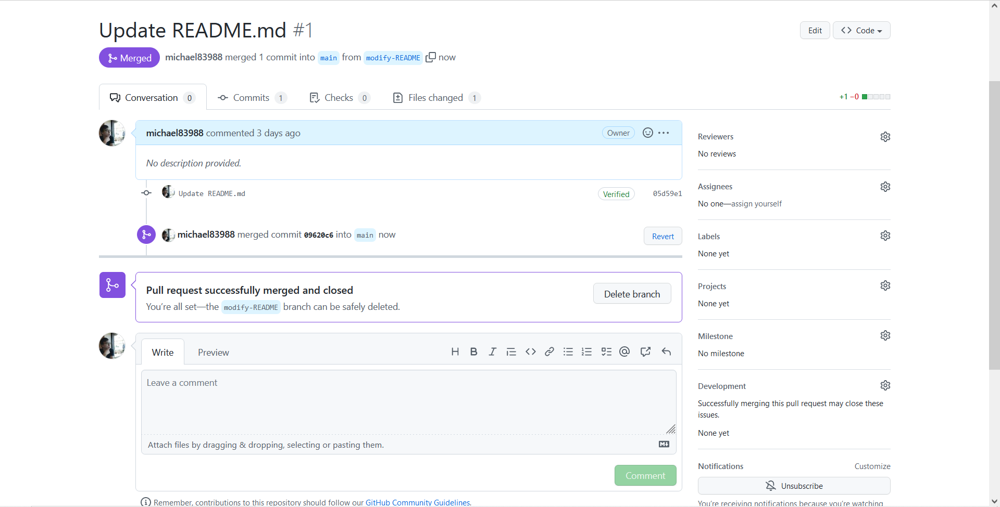 Update README.md #1
Edit
Code
Merged
michael83988 merged 1 commit into main from modify-README now
Conversation 0
Commits 1
Checks 0
Files changed 1
+1 −0
michael83988 commented 3 days ago
Owner
No description provided.
Update README.md
Verified
05d59e1
michael83988 merged commit 09620c6 into main now
Revert
Pull request successfully merged and closed
You’re all set—the modify-README branch can be safely deleted.
Delete branch
Write
Preview
Leave a comment
Attach files by dragging & dropping, selecting or pasting them.
Comment
Remember, contributions to this repository should follow our GitHub Community Guidelines.
Reviewers
No reviews
Assignees
No one—assign yourself
Labels
None yet
Projects
None yet
Milestone
No milestone
Development
Successfully merging this pull request may close these
issues.
None yet
Notifications
Customize
Unsubscribe
You’re receiving notifications because you’re watching